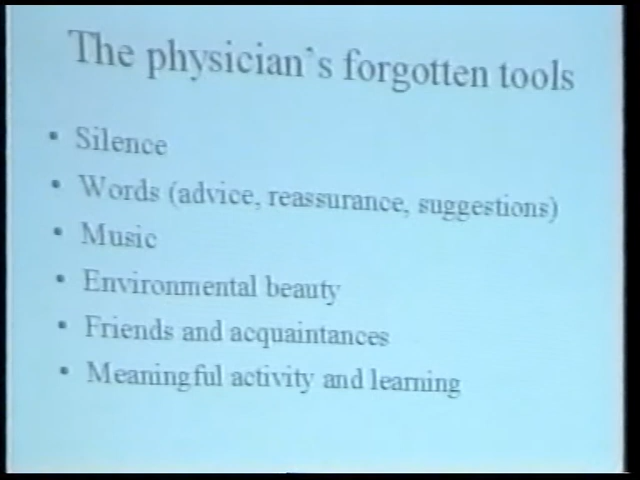 The physician's forgotten tools
• Silence
• Words (advice, reassurance, suggestions)
• Music
• Environmental beauty
• Friends and acquaintances
• Meaningful activity and learning